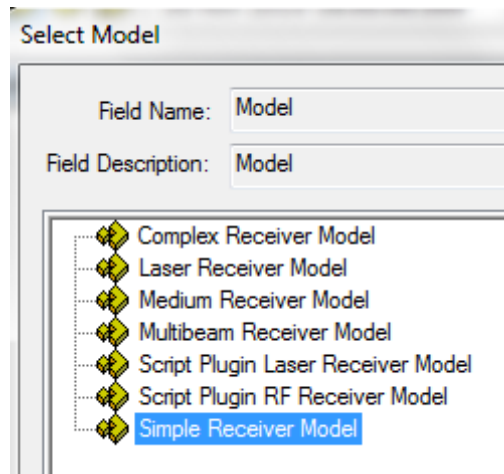 Select Model
Field Name: Model
Field Description: Model
Complex Receiver Model
Laser Receiver Model
Medium Receiver Model
Multibeam Receiver Model
Script Plugin Laser Receiver Model
Script Plugin RF Receiver Model
Simple Receiver Model